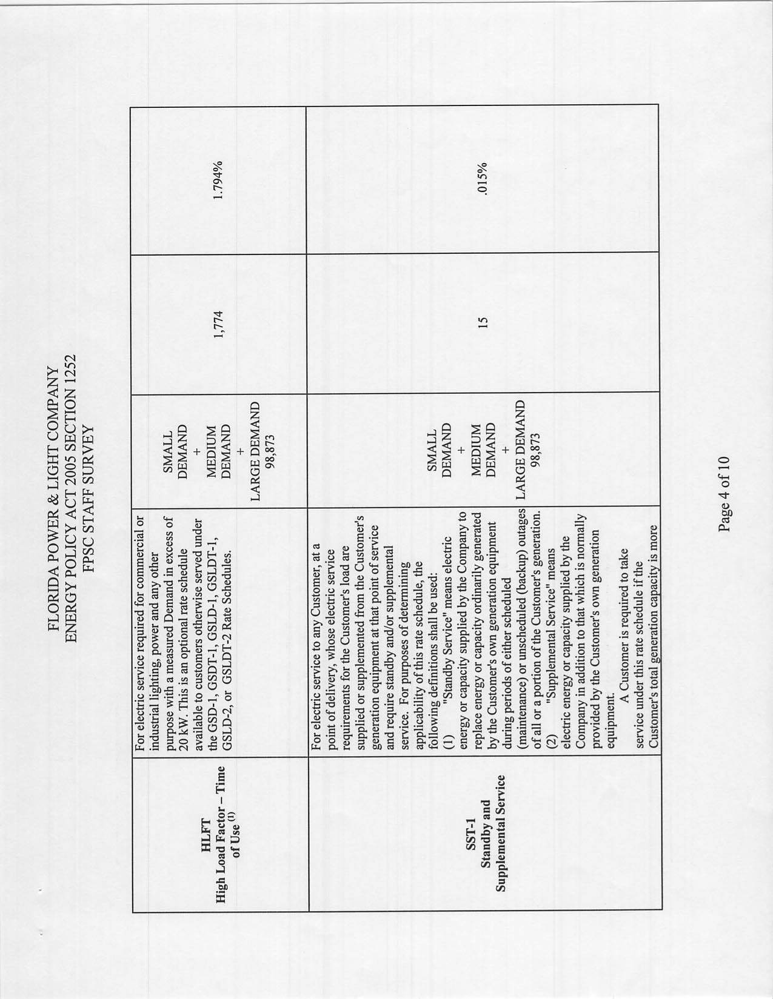 FLORIDA POWER & LIGHT COMPANY
ENERGY POLICY ACT 2005 SECTION 1252
FPSC STAFF SURVEY
HLFT
High Load Factor – Time
of Use (1)
For electric service required for commercial or
industrial lighting, power and any other
purpose with a measured Demand in excess of
20 kW. This is an optional rate schedule
available to customers otherwise served under
the GSD-1, GSDT-1, GSLD-1, GSLDT-1,
GSLD-2, or GSLDT-2 Rate Schedules.
SMALL
DEMAND
+
MEDIUM
DEMAND
+
LARGE DEMAND
98,873
1,774
1.794%
SST-1
Standby and
Supplemental Service
For electric service to any Customer, at a
point of delivery, whose electric service
requirements for the Customer's load are
supplied or supplemented from the Customer's
generation equipment at that point of service
and require standby and/or supplemental
service. For purposes of determining
applicability of this rate schedule, the
following definitions shall be used:
(1) "Standby Service" means electric
energy or capacity supplied by the Company to
replace energy or capacity ordinarily generated
by the Customer's own generation equipment
during periods of either scheduled
(maintenance) or unscheduled (backup) outages
of all or a portion of the Customer's generation.
(2) "Supplemental Service" means
electric energy or capacity supplied by the
Company in addition to that which is normally
provided by the Customer's own generation
equipment.
A Customer is required to take
service under this rate schedule if the
Customer's total generation capacity is more
SMALL
DEMAND
+
MEDIUM
DEMAND
+
LARGE DEMAND
98,873
15
.015%
Page 4 of 10